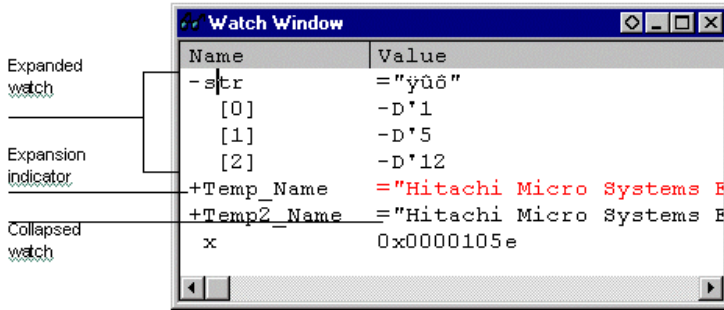 Watch Window
Name Value
Expanded
watch
-str ="ÿûô"
[0] -D'1
[1] -D'5
[2] -D'12
Expansion
indicator
+Temp_Name ="Hitachi Micro Systems E
+Temp2_Name ="Hitachi Micro Systems E
Collapsed
watch
x 0x0000105e